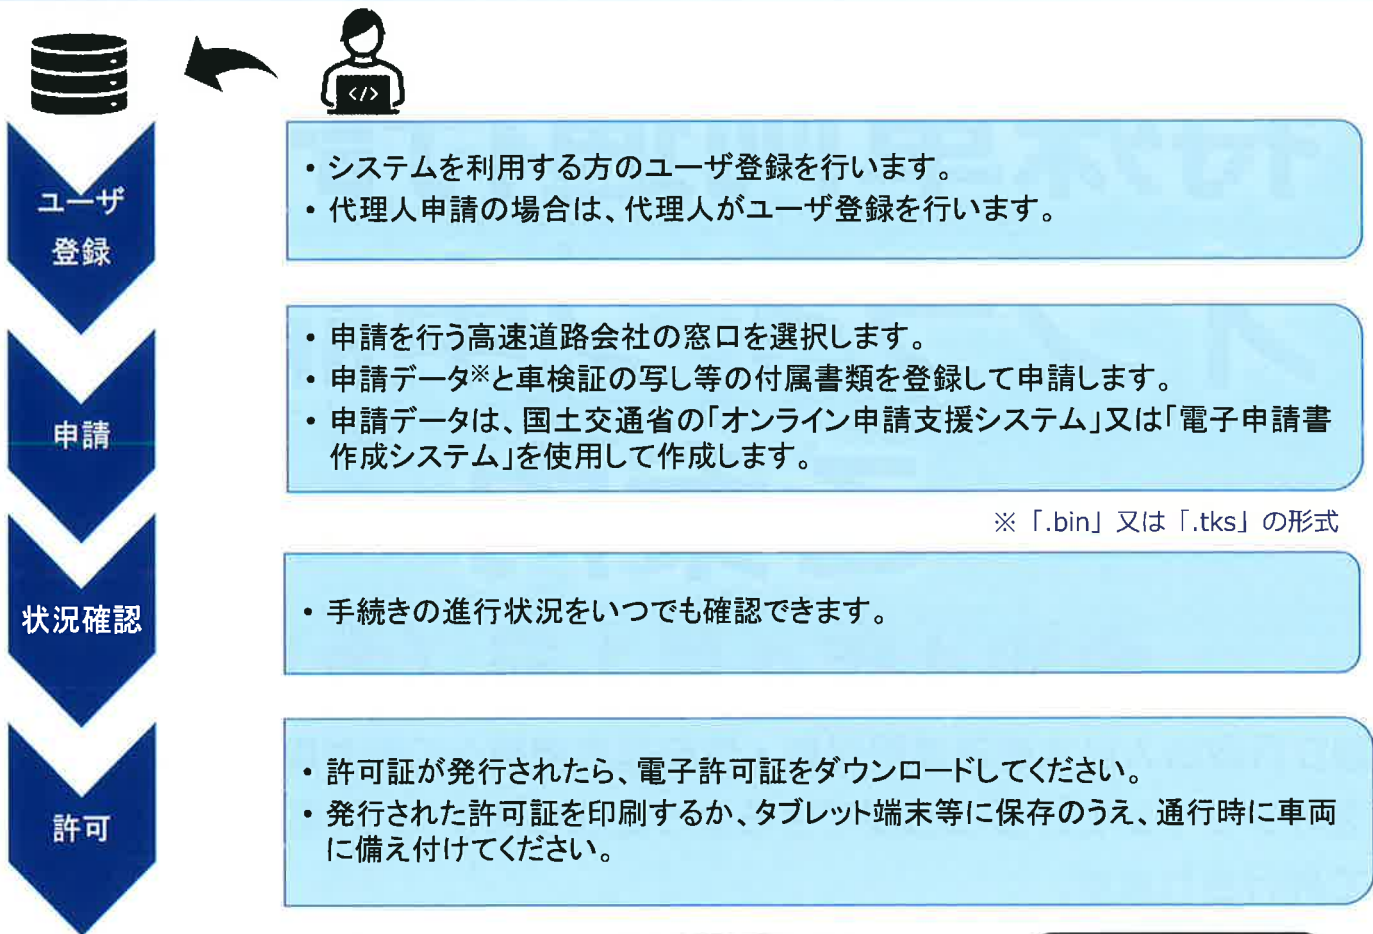 </>
ユーザ
登録
・システムを利用する方のユーザ登録を行います。
・代理人申請の場合は、代理人がユーザ登録を行います。
申請
・申請を行う高速道路会社の窓口を選択します。
・申請データ※と車検証の写し等の付属書類を登録して申請します。
・申請データは、国土交通省の「オンライン申請支援システム」又は「電子申請書
作成システム」を使用して作成します。
※「.bin」又は「.tks」の形式
状況確認
・手続きの進行状況をいつでも確認できます。
許可
・許可証が発行されたら、電子許可証をダウンロードしてください。
・発行された許可証を印刷するか、タブレット端末等に保存のうえ、通行時に車両
に備え付けてください。